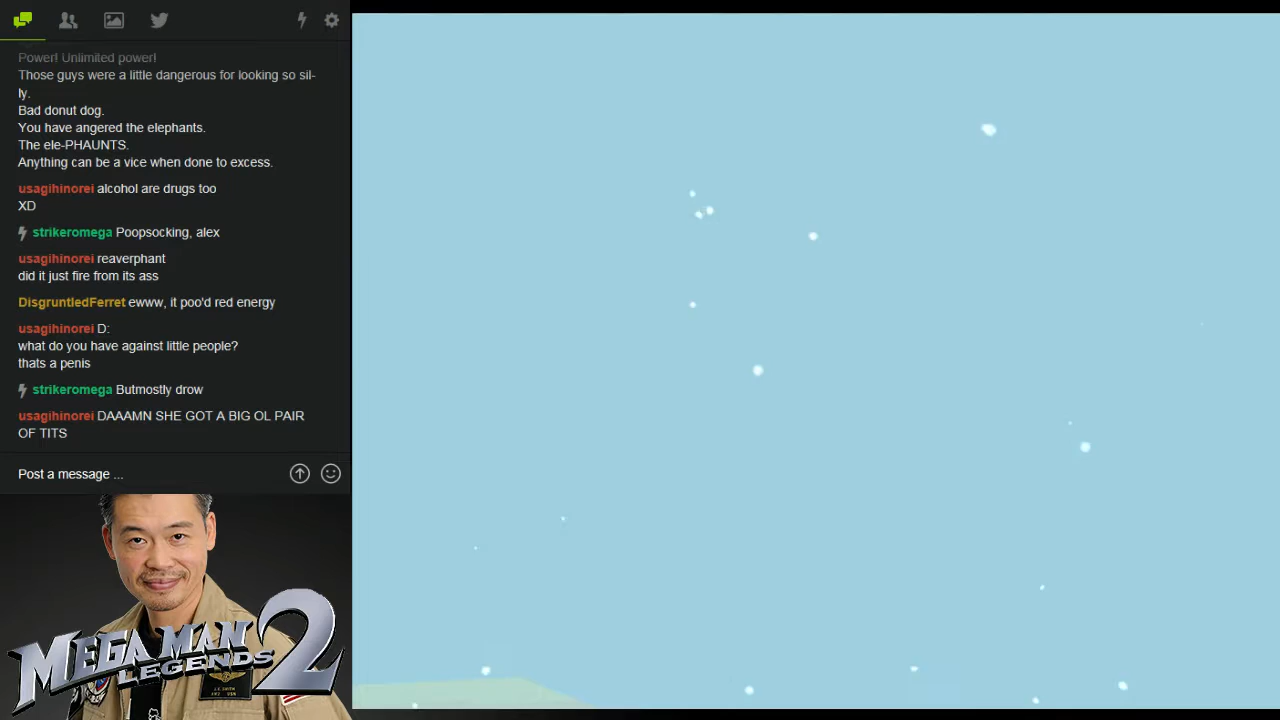 Power! Unlimited power!
Those guys were a little dangerous for looking so sil-
ly.
Bad donut dog.
You have angered the elephants.
The ele-PHAUNTS.
Anything can be a vice when done to excess.
usagihinorei alcohol are drugs too
XD
strikeromega Poopsocking, alex
usagihinorei reaverphant
did it just fire from its ass
DisgruntledFerret ewww, it poo'd red energy
usagihinorei D:
what do you have against little people?
thats a penis
strikeromega Butmostly drow
usagihinorei DAAAMN SHE GOT A BIG OL PAIR
OF TITS
Post a message ...
MEGA MAN
LEGENDS 2
J.E. SMITH